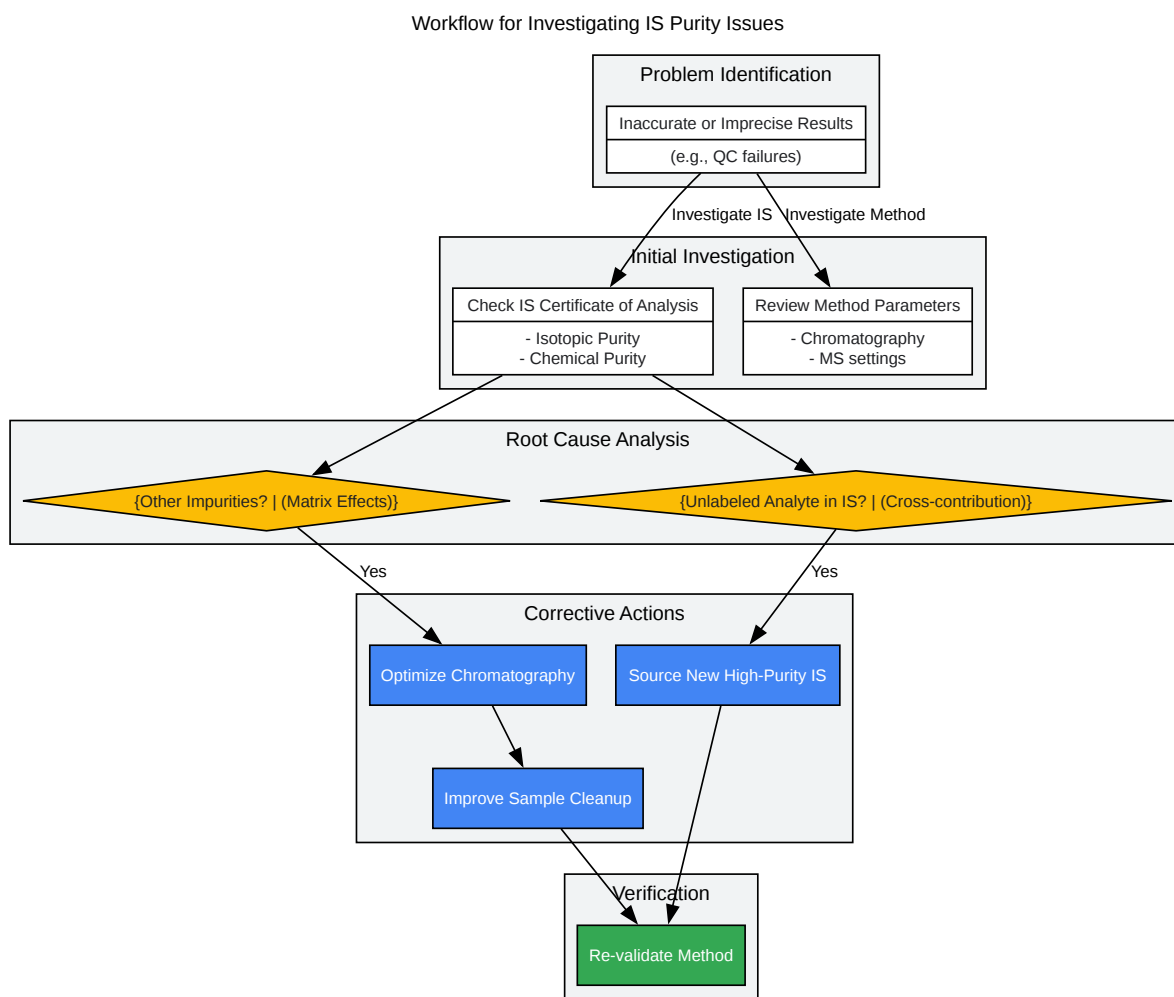 Workflow for Investigating IS Purity Issues
Problem Identification
Inaccurate or Imprecise Results
(e.g., QC failures)
Investigate IS
Investigate Method
Initial Investigation
Check IS Certificate of Analysis
- Isotopic Purity
- Chemical Purity
Review Method Parameters
- Chromatography
- MS settings
Root Cause Analysis
{Other Impurities? | (Matrix Effects)}
{Unlabeled Analyte in IS? | (Cross-contribution)}
Yes
Yes
Corrective Actions
Optimize Chromatography
Source New High-Purity IS
Improve Sample Cleanup
Verification
Re-validate Method